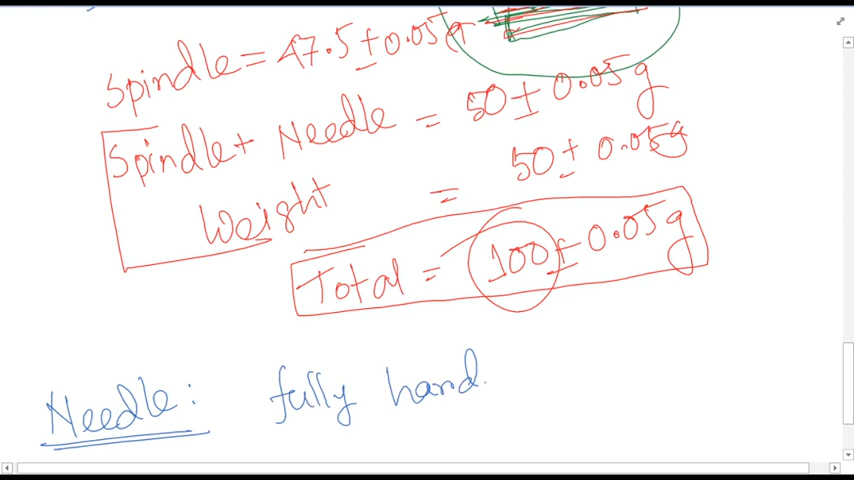 Spindle = 47.5 ± 0.05g
Spindle + Needle = 50 ± 0.05g
Weight = 50 ± 0.05g
Total = 100 ± 0.05g
Needle: fully hand.